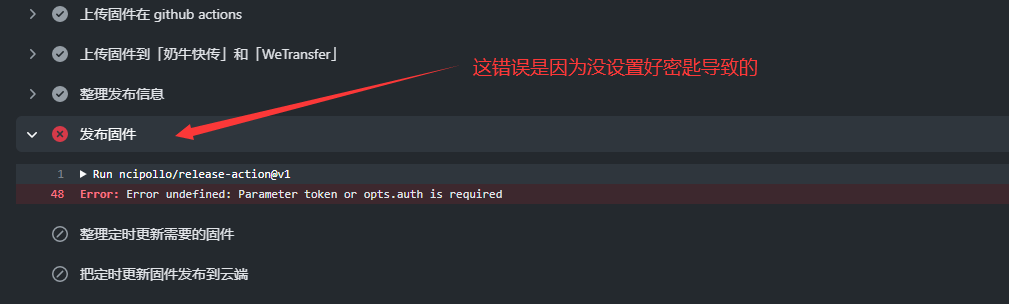 上传固件在 github actions
上传固件到「奶牛快传」和「WeTransfer」
这错误是因为没设置好密匙导致的
整理发布信息
发布固件
1 Run ncipollo/release-action@v1
48 Error: Error undefined: Parameter token or opts.auth is required
整理定时更新需要的固件
把定时更新固件发布到云端